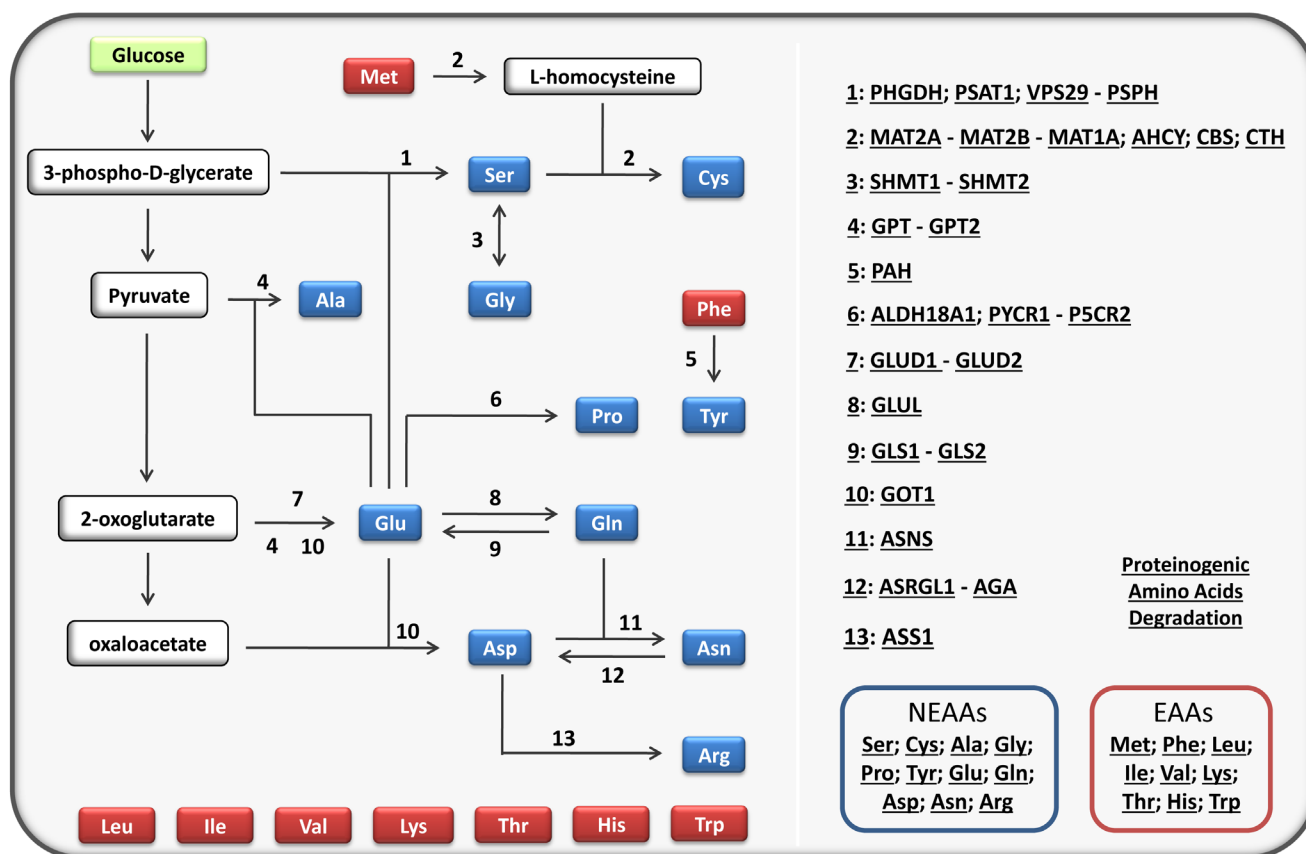 Glucose
Met
2
L-homocysteine
3-phospho-D-glycerate
1
Ser
2
Cys
3
Pyruvate
4
Ala
Gly
Phe
5
6
Pro
Tyr
2-oxoglutarate
7
4 10
Glu
8
9
Gln
oxaloacetate
10
Asp
11
12
Asn
13
Arg
Leu Ile Val Lys Thr His Trp
1: PHGDH; PSAT1; VPS29 - PSPH
2: MAT2A - MAT2B - MAT1A; AHCY; CBS; CTH
3: SHMT1 - SHMT2
4: GPT - GPT2
5: PAH
6: ALDH18A1; PYCR1 - P5CR2
7: GLUD1 - GLUD2
8: GLUL
9: GLS1 - GLS2
10: GOT1
11: ASNS
12: ASRGL1 - AGA
13: ASS1
Proteinogenic
Amino Acids
Degradation
NEAAs
Ser; Cys; Ala; Gly;
Pro; Tyr; Glu; Gln;
Asp; Asn; Arg
EAAs
Met; Phe; Leu;
Ile; Val; Lys;
Thr; His; Trp